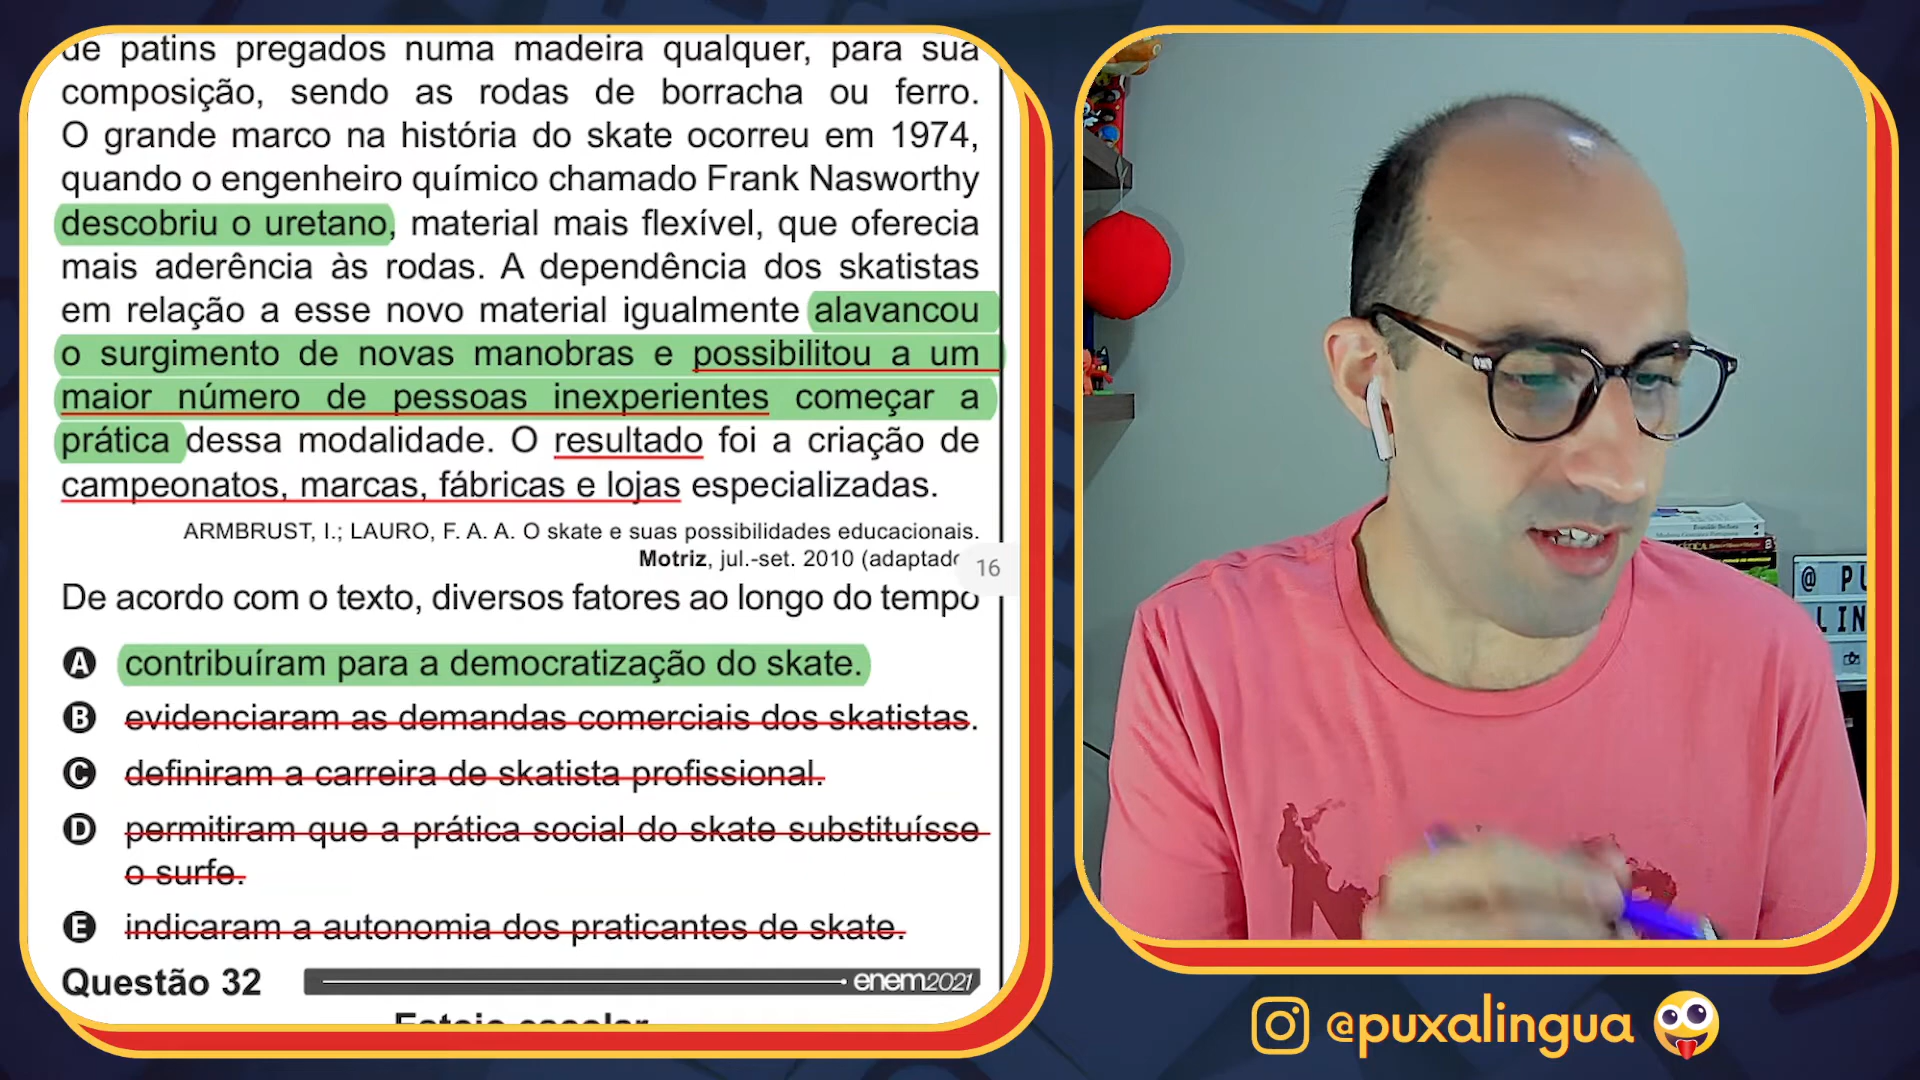 de patins pregados numa madeira qualquer, para sua
composição, sendo as rodas de borracha ou ferro.
O grande marco na história do skate ocorreu em 1974,
quando o engenheiro químico chamado Frank Nasworthy
descobriu o uretano, material mais flexível, que oferecia
mais aderência às rodas. A dependência dos skatistas
em relação a esse novo material igualmente alavancou
o surgimento de novas manobras e possibilitou a um
maior número de pessoas inexperientes começar a
prática dessa modalidade. O resultado foi a criação de
campeonatos, marcas, fábricas e lojas especializadas.
ARMBRUST, I.; LAURO, F. A. A. O skate e suas possibilidades educacionais.
Motriz, jul.-set. 2010 (adaptado
16
De acordo com o texto, diversos fatores ao longo do tempo
A contribuíram para a democratização do skate.
B evidenciaram as demandas comerciais dos skatistas.
C definiram a carreira de skatista profissional.
D permitiram que a prática social do skate substituísse
o surfe.
E indicaram a autonomia dos praticantes de skate.
Questão 32 enem2021
@ PU
LIN
@puxalingua